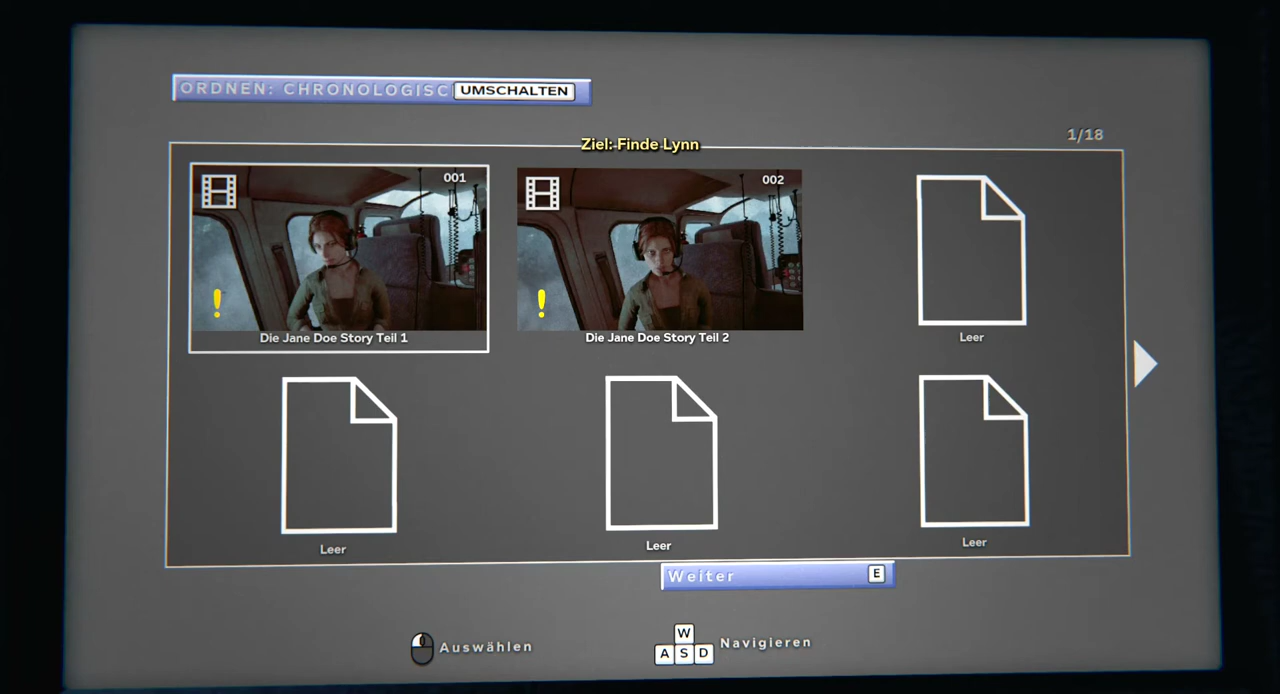 ORDNEN: CHRONOLOGISC UMSCHALTEN
1/18
Ziel: Finde Lynn
001
002
Die Jane Doe Story Teil 1
Die Jane Doe Story Teil 2
Leer
Leer
Leer
Leer
Weiter E
Auswählen
W
A S D
Navigieren